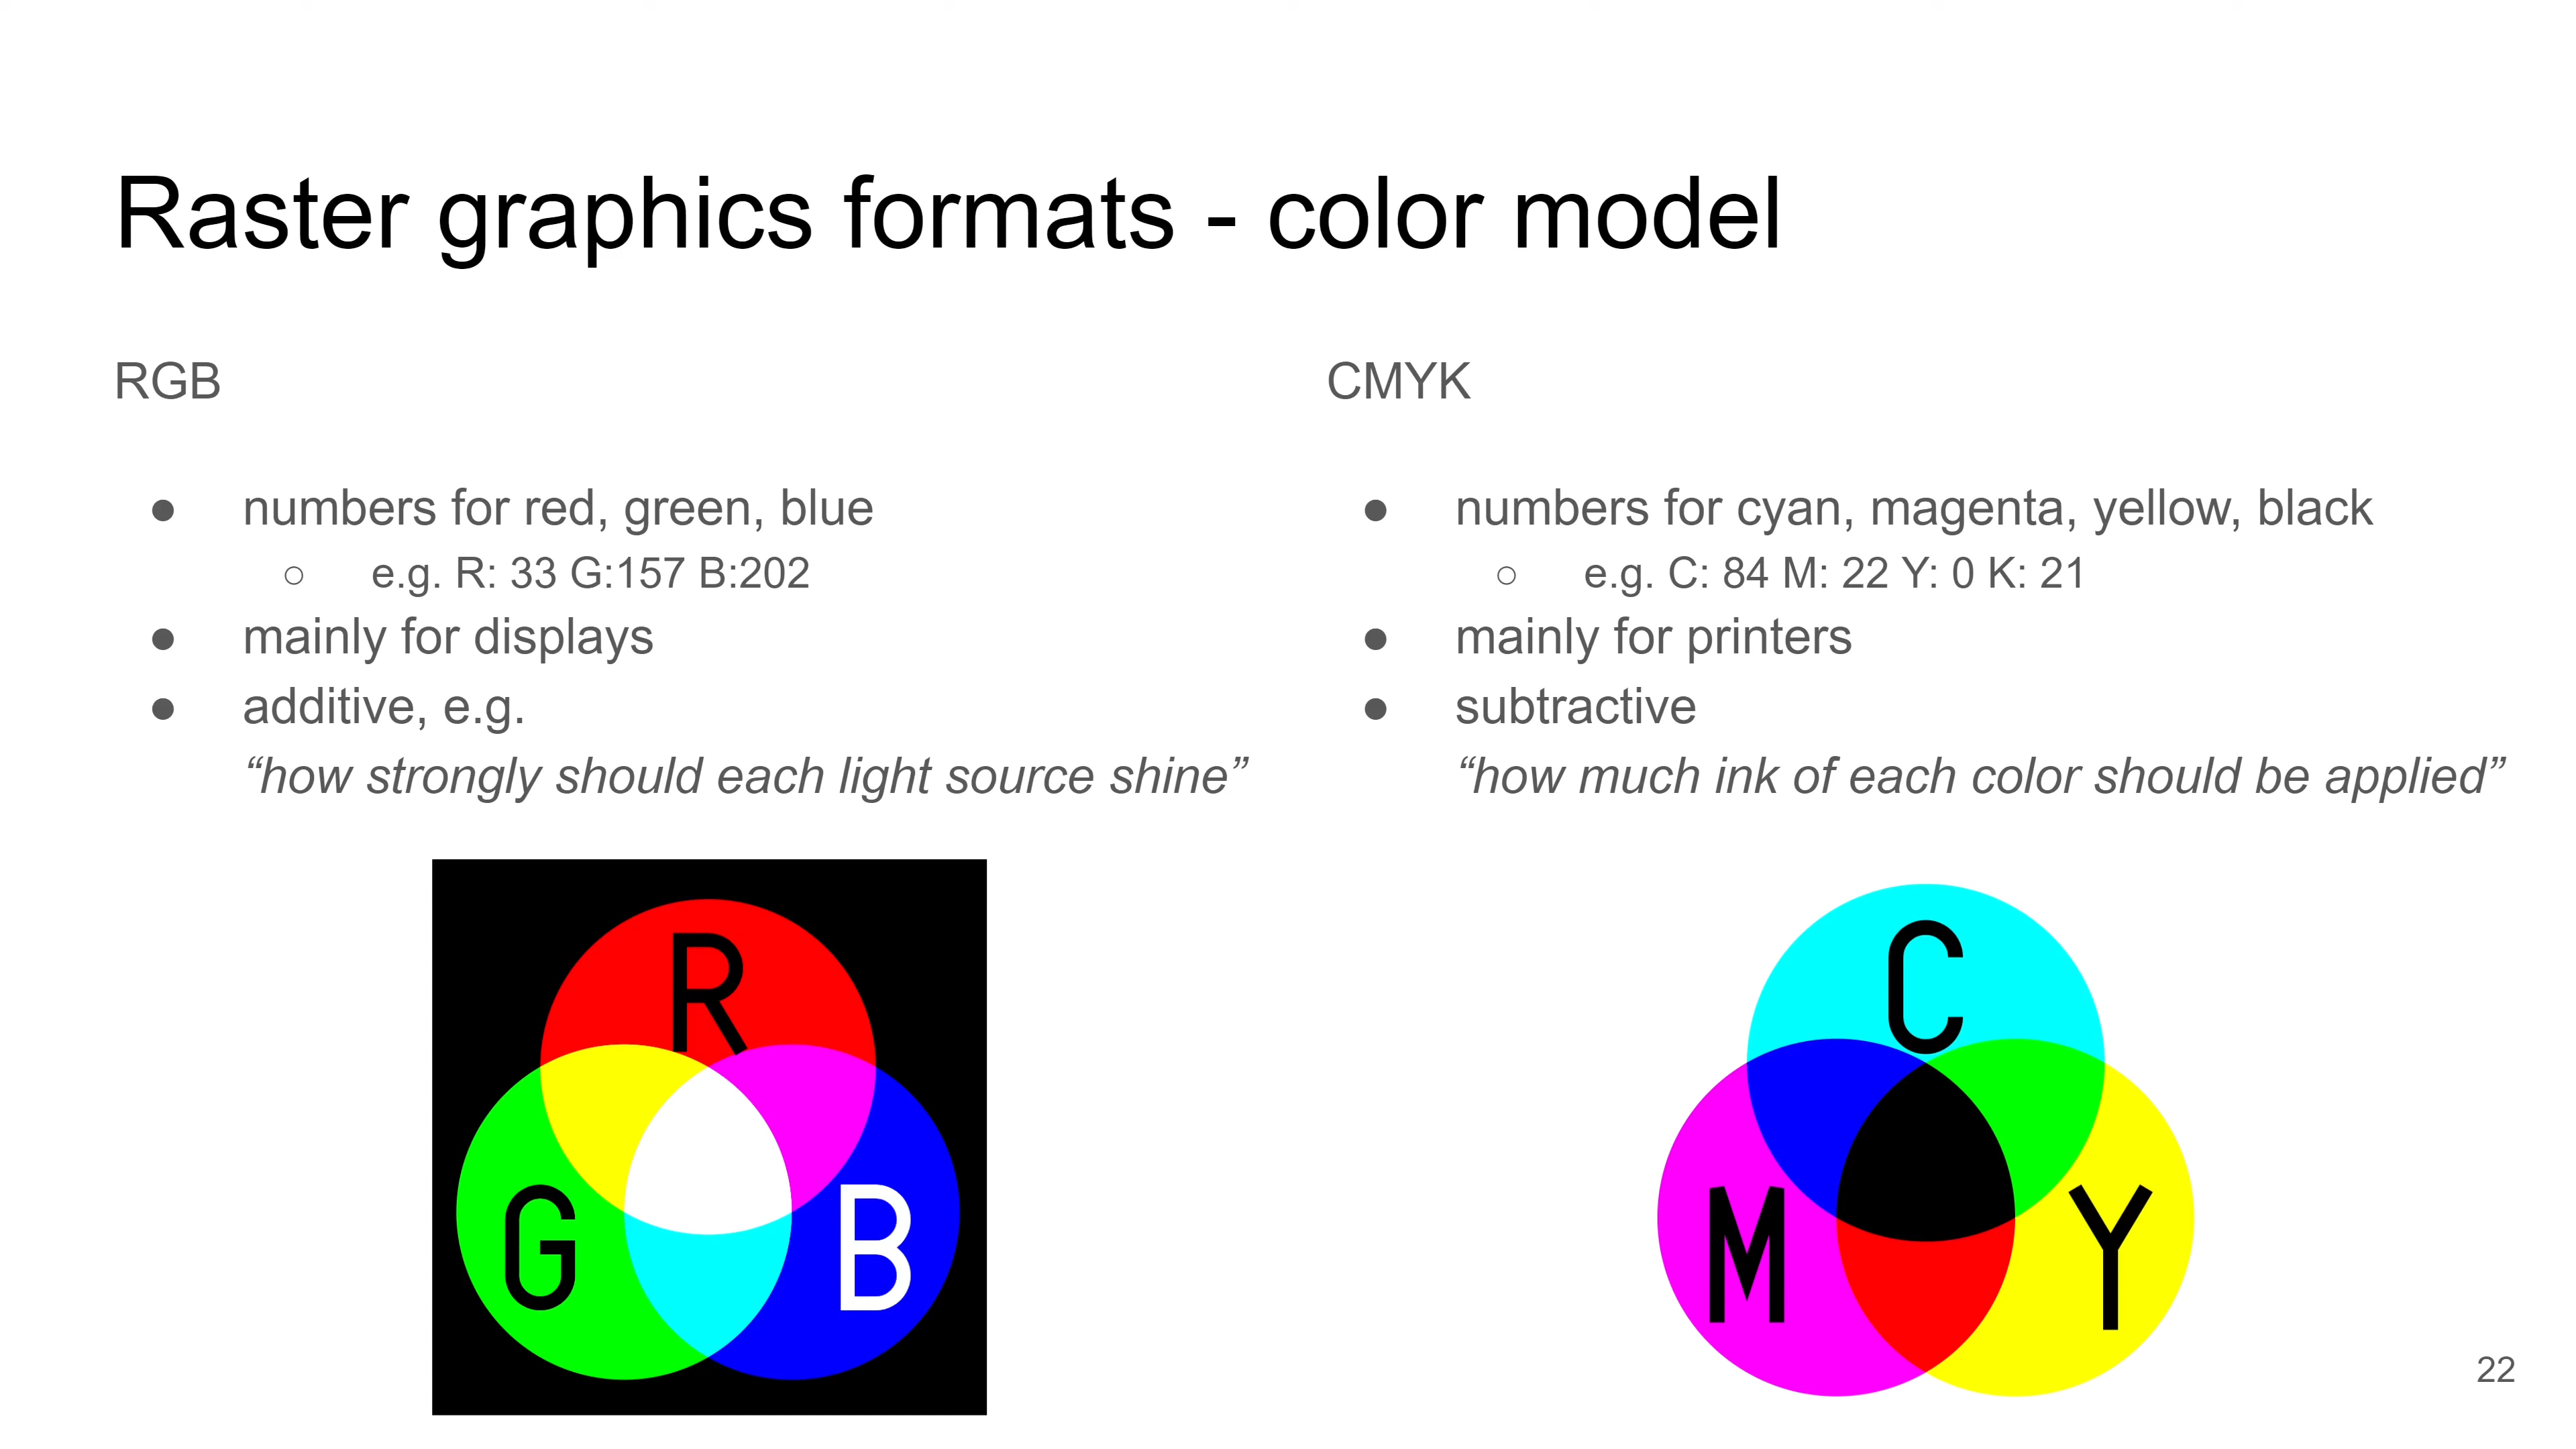 Raster graphics formats - color model
RGB
● numbers for red, green, blue
○ e.g. R: 33 G:157 B:202
● mainly for displays
● additive, e.g.
“how strongly should each light source shine”
CMYK
● numbers for cyan, magenta, yellow, black
○ e.g. C: 84 M: 22 Y: 0 K: 21
● mainly for printers
● subtractive
“how much ink of each color should be applied”
R
G B
C
M Y
22